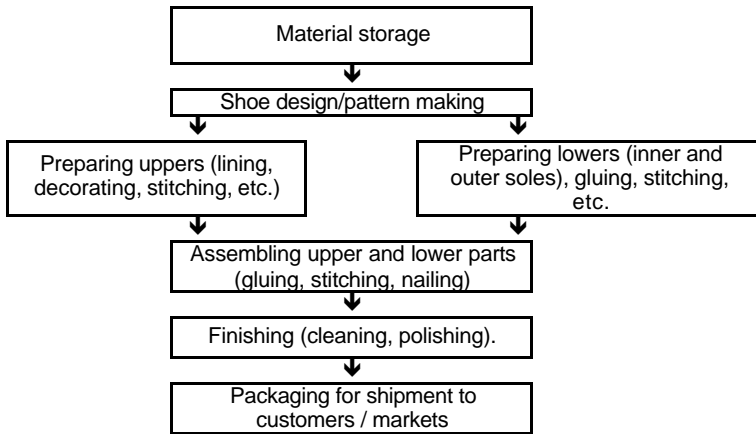 Material storage
Shoe design/pattern making
Preparing uppers (lining,
decorating, stitching, etc.)
Preparing lowers (inner and
outer soles), gluing, stitching,
etc.
Assembling upper and lower parts
(gluing, stitching, nailing)
Finishing (cleaning, polishing).
Packaging for shipment to
customers / markets